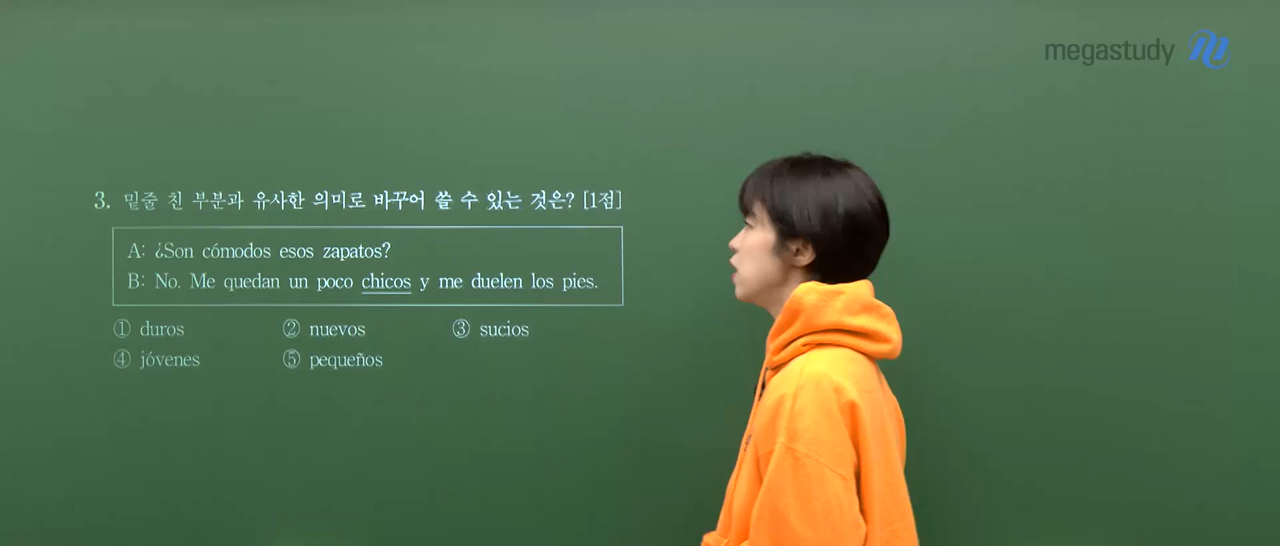 megastudy
3. 밑줄 친 부분과 유사한 의미로 바꾸어 쓸 수 있는 것은? [1점]
A: ¿Son cómodos esos zapatos?
B: No. Me quedan un poco chicos y me duelen los pies.
① duros ② nuevos ③ sucios
④ jóvenes ⑤ pequeños